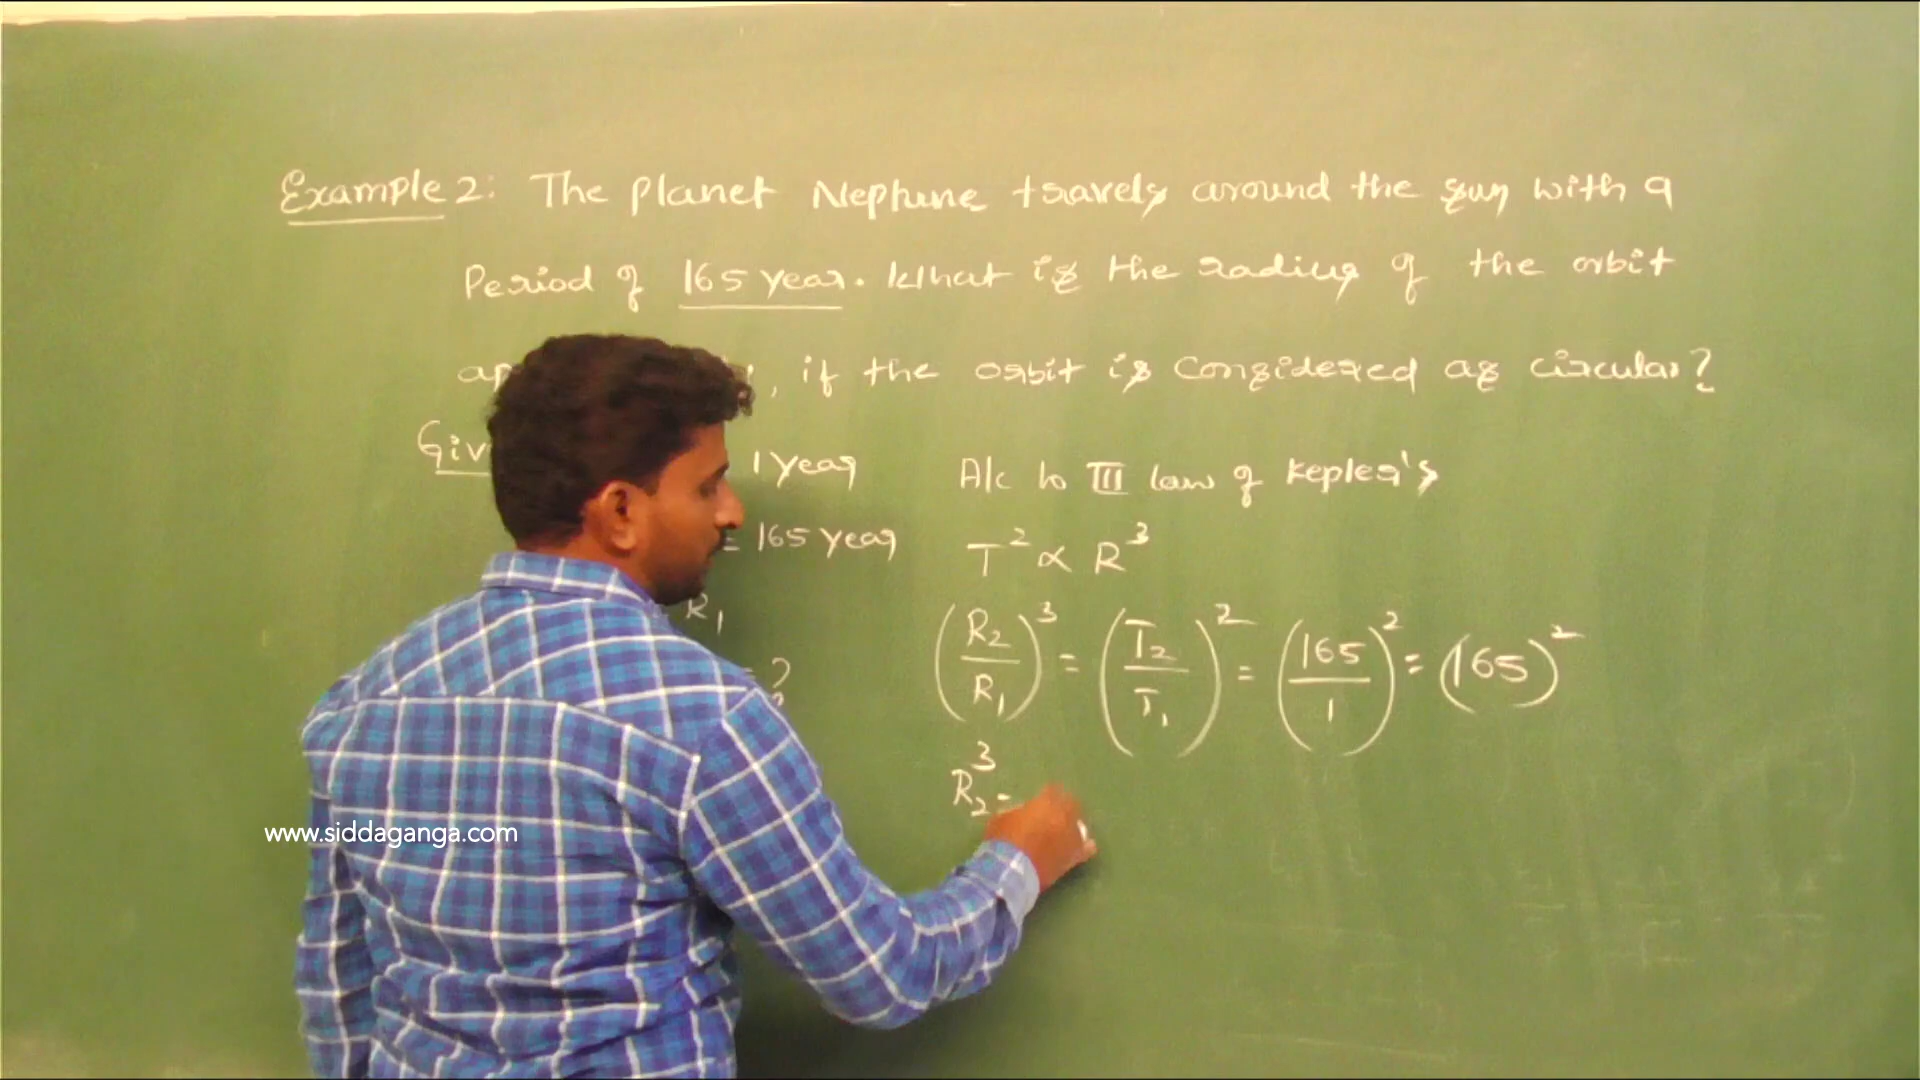 Example 2: The Planet Neptune travels around the sun with a
Period of 165 year. What is the radius of the orbit
, if the orbit is considered as circular?
1 year
= 165 year
R₁
= ?
A/c to III law of Kepler's
T² ∝ R³
(R₂/R₁)³ = (T₂/T₁)² = (165/1)² = (165)²
R₂³ =
www.siddaganga.com